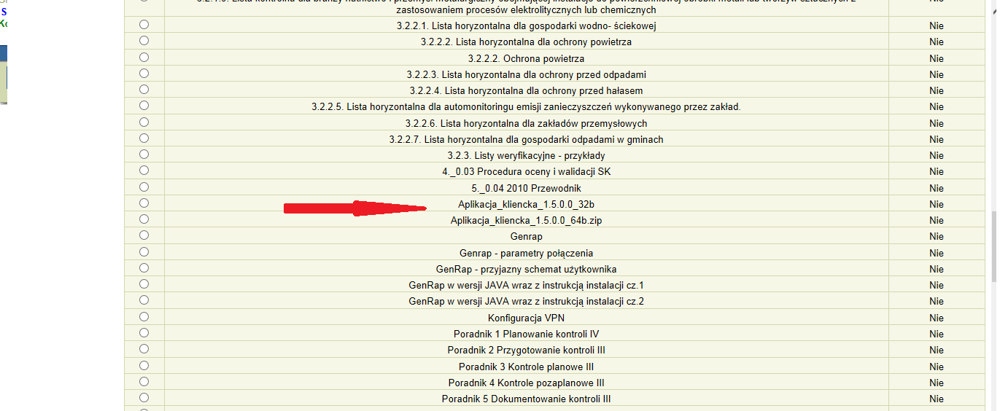 S
zastosowaniem procesów elektrolitycznych lub chemicznych
Nie
3.2.2.1. Lista horyzontalna dla gospodarki wodno- ściekowej Nie
3.2.2.2. Lista horyzontalna dla ochrony powietrza Nie
3.2.2.2. Ochrona powietrza Nie
3.2.2.3. Lista horyzontalna dla ochrony przed odpadami Nie
3.2.2.4. Lista horyzontalna dla ochrony przed hałasem Nie
3.2.2.5. Lista horyzontalna dla automonitoringu emisji zanieczyszczeń wykonywanego przez zakład. Nie
3.2.2.6. Lista horyzontalna dla zakładów przemysłowych Nie
3.2.2.7. Lista horyzontalna dla gospodarki odpadami w gminach Nie
3.2.3. Listy weryfikacyjne - przykłady Nie
4._0.03 Procedura oceny i walidacji SK Nie
5._0.04 2010 Przewodnik Nie
Aplikacja_kliencka_1.5.0.0_32b Nie
Aplikacja_kliencka_1.5.0.0_64b.zip Nie
Genrap Nie
Genrap - parametry połączenia Nie
GenRap - przyjazny schemat użytkownika Nie
GenRap w wersji JAVA wraz z instrukcją instalacji cz.1 Nie
GenRap w wersji JAVA wraz z instrukcją instalacji cz.2 Nie
Konfiguracja VPN Nie
Poradnik 1 Planowanie kontroli IV Nie
Poradnik 2 Przygotowanie kontroli III Nie
Poradnik 3 Kontrole planowe III Nie
Poradnik 4 Kontrole pozaplanowe III Nie
Poradnik 5 Dokumentowanie kontroli III Nie